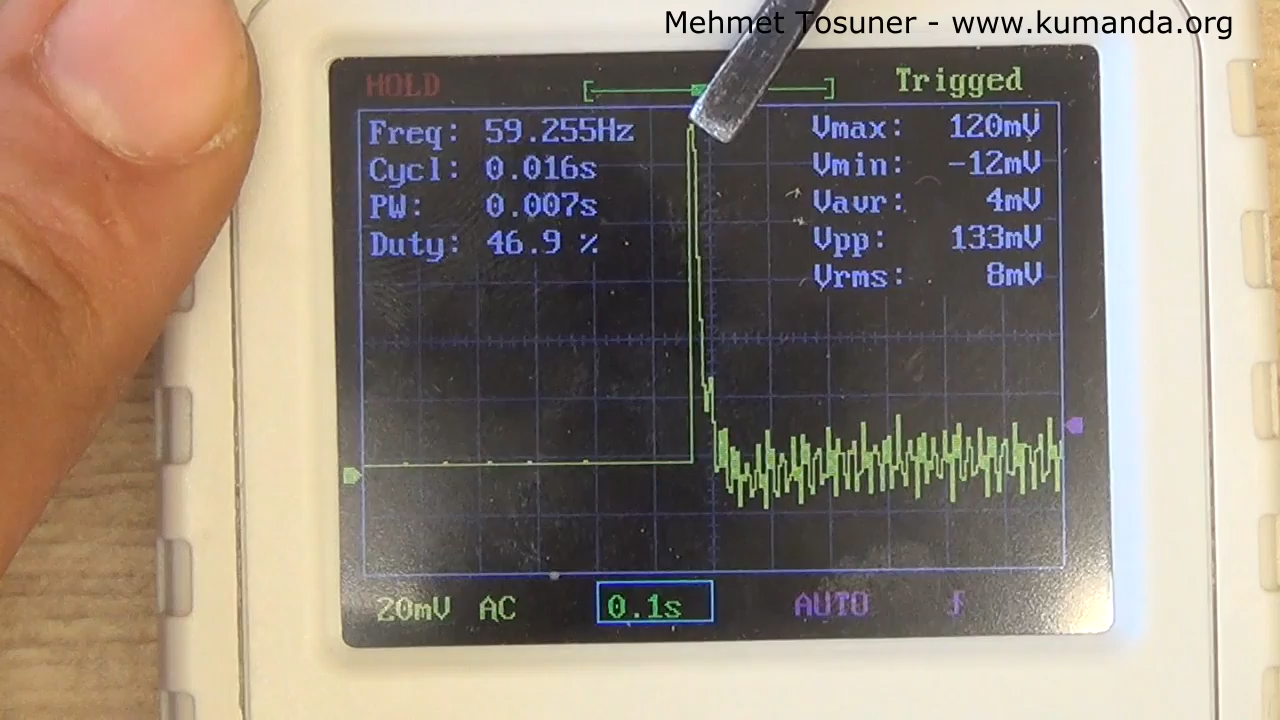 Mehmet Tosuner - www.kumanda.org
HOLD
Trigged
Freq: 59.255Hz
Cycl: 0.016s
PW: 0.007s
Duty: 46.9 %
Vmax: 120mV
Vmin: -12mV
Vavr: 4mV
Vpp: 133mV
Vrms: 8mV
20mV AC 0.1s AUTO